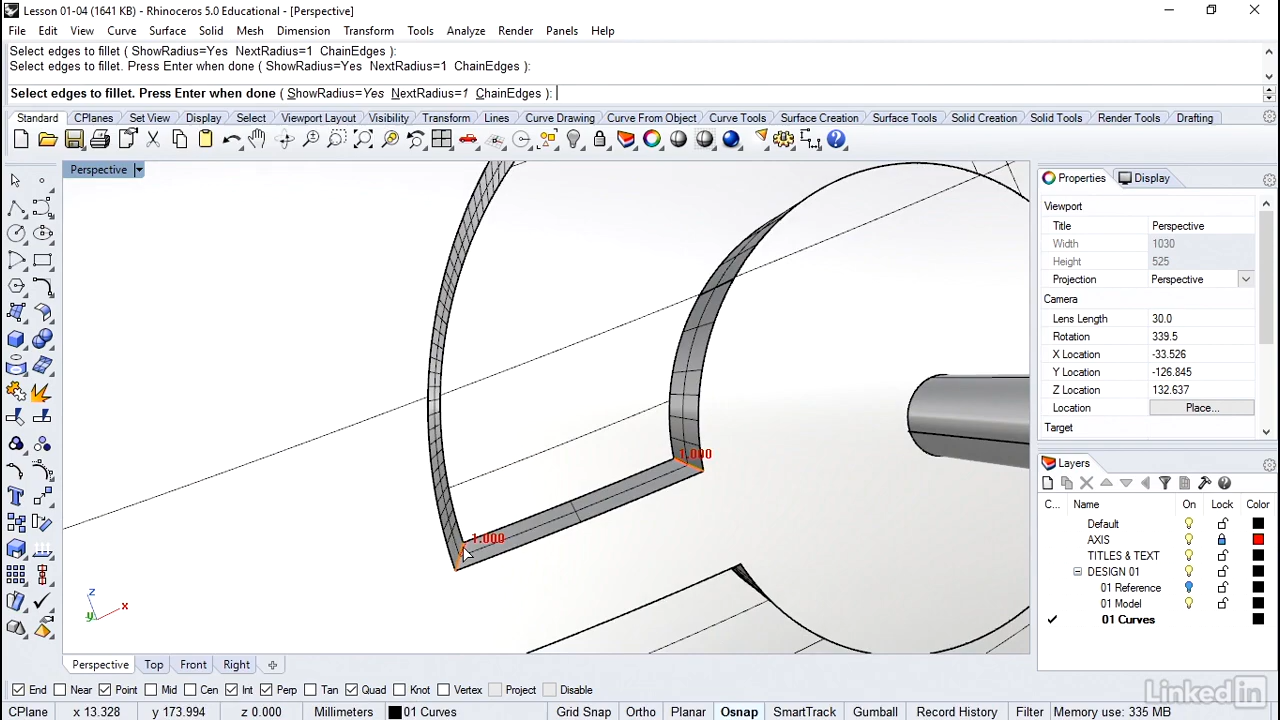 Lesson 01-04 (1641 KB) - Rhinoceros 5.0 Educational - [Perspective]
File Edit View Curve Surface Solid Mesh Dimension Transform Tools Analyze Render Panels Help
Select edges to fillet ( ShowRadius=Yes NextRadius=1 ChainEdges ):
Select edges to fillet. Press Enter when done ( ShowRadius=Yes NextRadius=1 ChainEdges ):
Select edges to fillet. Press Enter when done ( ShowRadius=Yes NextRadius=1 ChainEdges ):
Standard CPlanes Set View Display Select Viewport Layout Visibility Transform Lines Curve Drawing Curve From Object Curve Tools Surface Creation Surface Tools Solid Creation Solid Tools Render Tools Drafting
Perspective
1.000
1.000
z
x
y
Properties Display
Viewport
Title Perspective
Width 1030
Height 525
Projection Perspective
Camera
Lens Length 30.0
Rotation 339.5
X Location -33.526
Y Location -126.845
Z Location 132.637
Location Place...
Target
Layers
C... Name On Lock Color
Default
AXIS
TITLES & TEXT
DESIGN 01
01 Reference
01 Model
01 Curves
Perspective Top Front Right
End Near Point Mid Cen Int Perp Tan Quad Knot Vertex Project Disable
CPlane x 13.328 y 173.994 z 0.000 Millimeters 01 Curves Grid Snap Ortho Planar Osnap SmartTrack Gumball Record History Filter Memory use: 335 MB
Linked in